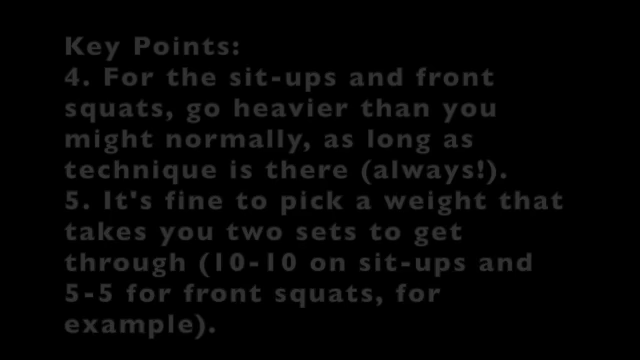 Key Points:
4. For the sit-ups and front
squats, go heavier than you
might normally, as long as
technique is there (always!).
5. It's fine to pick a weight that
takes you two sets to get
through (10-10 on sit-ups and
5-5 for front squats, for
example).